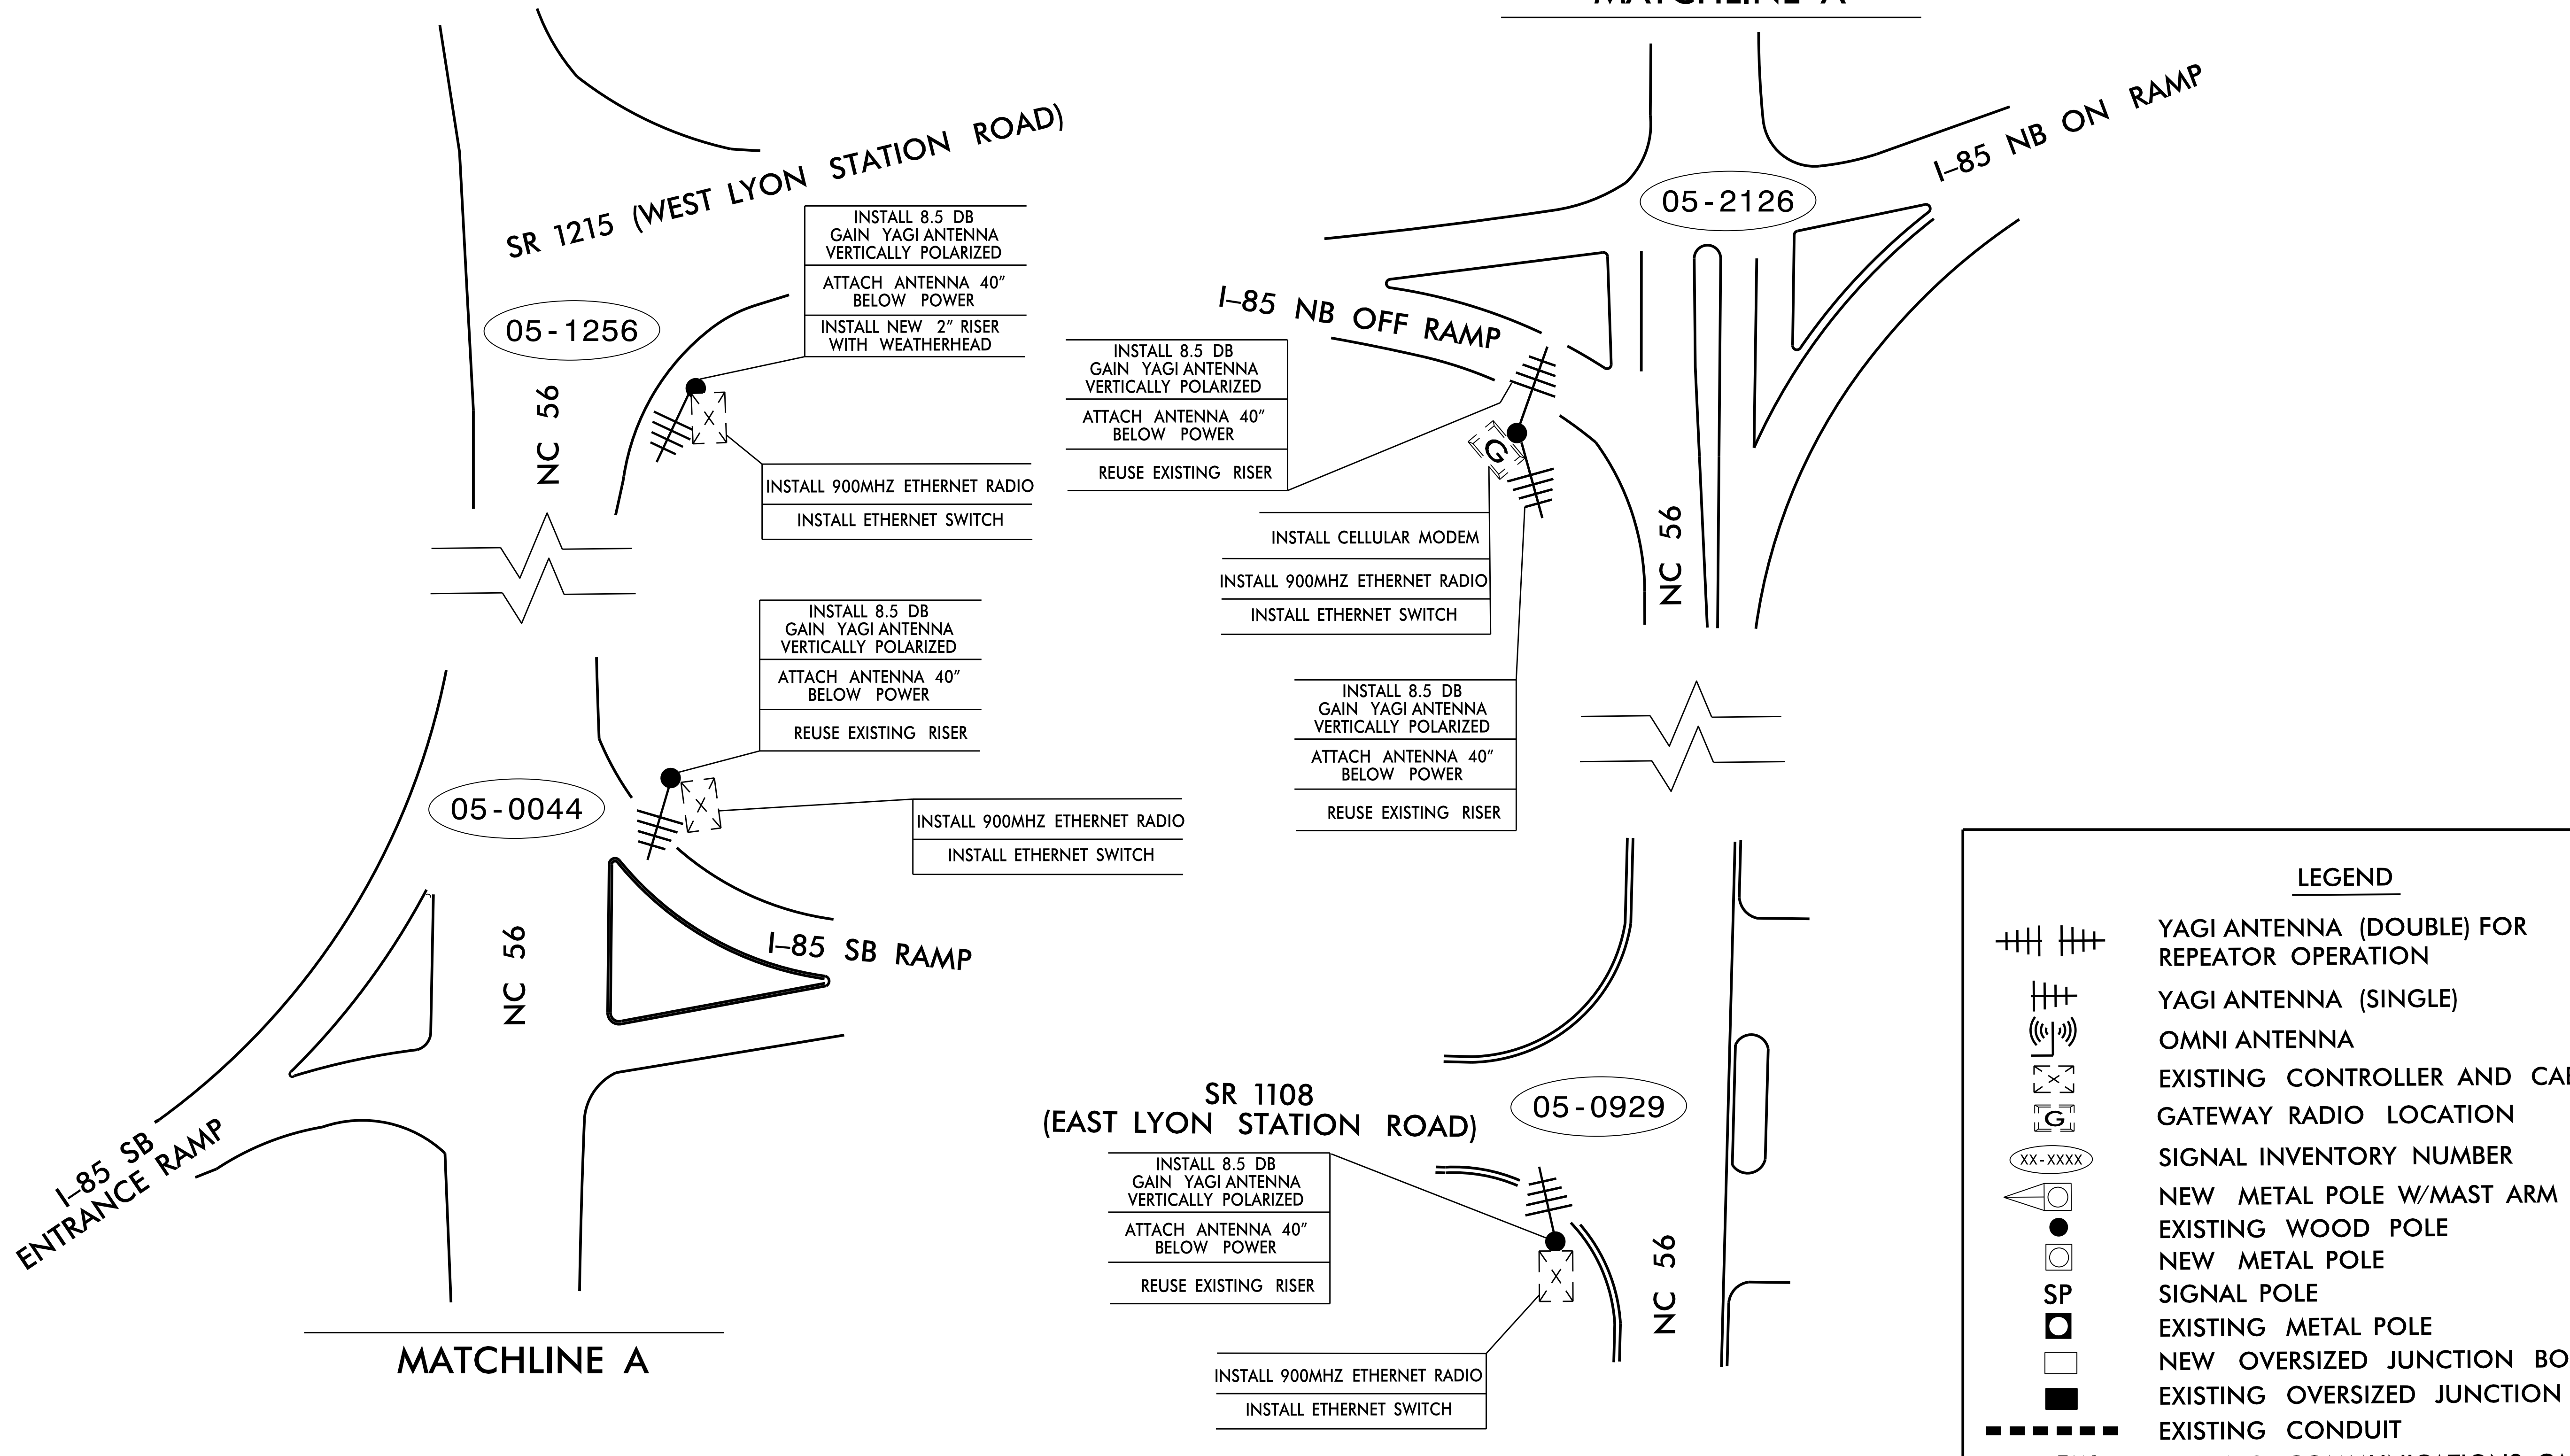 SR 1215 (WEST LYON STATION ROAD)
INSTALL 8.5 DB
GAIN YAGI ANTENNA
VERTICALLY POLARIZED
ATTACH ANTENNA 40"
BELOW POWER
INSTALL NEW 2" RISER
WITH WEATHERHEAD
05-1256
NC 56
X
INSTALL 900MHZ ETHERNET RADIO
INSTALL ETHERNET SWITCH
INSTALL 8.5 DB
GAIN YAGI ANTENNA
VERTICALLY POLARIZED
ATTACH ANTENNA 40"
BELOW POWER
REUSE EXISTING RISER
05-0044
X
INSTALL 900MHZ ETHERNET RADIO
INSTALL ETHERNET SWITCH
NC 56
I-85 SB RAMP
I-85 SB
ENTRANCE RAMP
MATCHLINE A
MATCHLINE A
I-85 NB ON RAMP
05-2126
I-85 NB OFF RAMP
INSTALL 8.5 DB
GAIN YAGI ANTENNA
VERTICALLY POLARIZED
ATTACH ANTENNA 40"
BELOW POWER
REUSE EXISTING RISER
G
INSTALL CELLULAR MODEM
INSTALL 900MHZ ETHERNET RADIO
INSTALL ETHERNET SWITCH
NC 56
INSTALL 8.5 DB
GAIN YAGI ANTENNA
VERTICALLY POLARIZED
ATTACH ANTENNA 40"
BELOW POWER
REUSE EXISTING RISER
SR 1108
(EAST LYON STATION ROAD)
05-0929
INSTALL 8.5 DB
GAIN YAGI ANTENNA
VERTICALLY POLARIZED
ATTACH ANTENNA 40"
BELOW POWER
REUSE EXISTING RISER
X
NC 56
INSTALL 900MHZ ETHERNET RADIO
INSTALL ETHERNET SWITCH
LEGEND
YAGI ANTENNA (DOUBLE) FOR
REPEATOR OPERATION
YAGI ANTENNA (SINGLE)
OMNI ANTENNA
X EXISTING CONTROLLER AND
G GATEWAY RADIO LOCATION
XX-XXXX SIGNAL INVENTORY NUMBER
NEW METAL POLE W/MAST ARM
EXISTING WOOD POLE
NEW METAL POLE
SP SIGNAL POLE
EXISTING METAL POLE
NEW OVERSIZED JUNCTION
EXISTING OVERSIZED JUNCTION
EXISTING CONDUIT